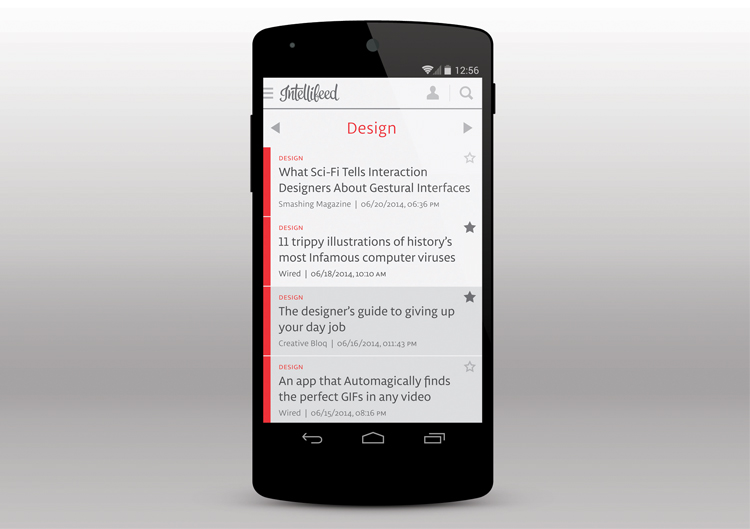 12:56
Intellifeed
Design
DESIGN
What Sci-Fi Tells Interaction
Designers About Gestural Interfaces
Smashing Magazine | 06/20/2014, 06:36 PM
DESIGN
11 trippy illustrations of history's
most Infamous computer viruses
Wired | 06/18/2014, 10:10 AM
DESIGN
The designer's guide to giving up
your day job
Creative Bloq | 06/16/2014, 011:43 PM
DESIGN
An app that Automagically finds
the perfect GIFs in any video
Wired | 06/15/2014, 08:16 PM